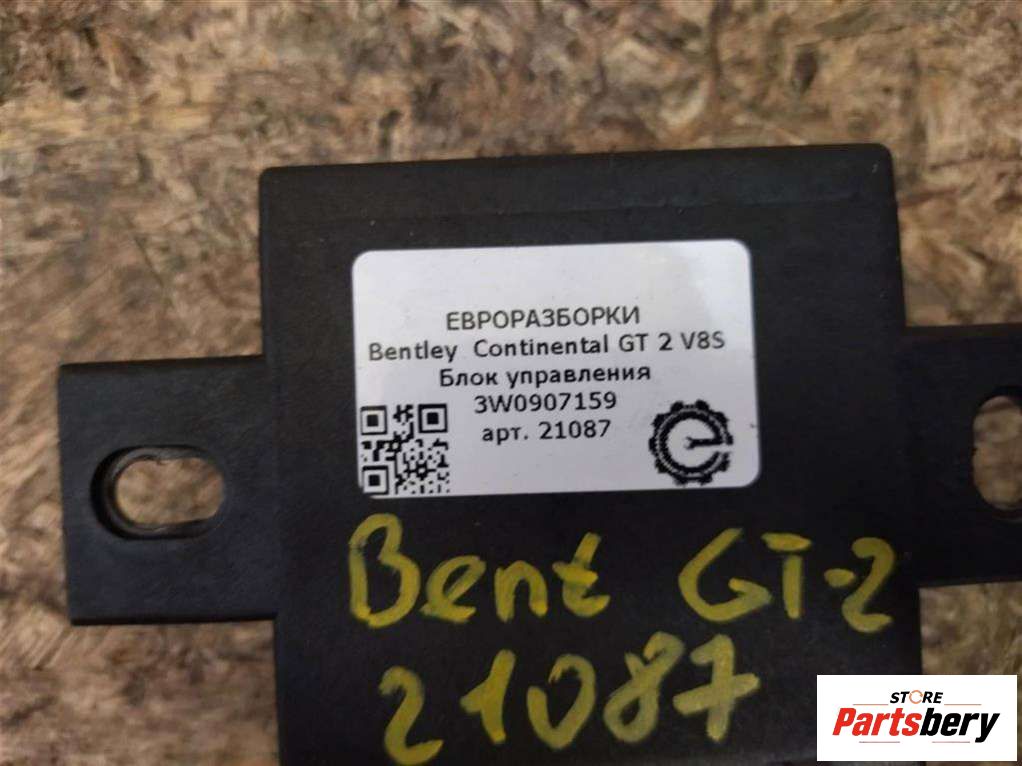 ЕВРОРАЗБОРКИ
Bentley Continental GT 2 V8S
Блок управления
3W0907159
арт. 21087
Bent GT-2
21087
STORE
Partsbery